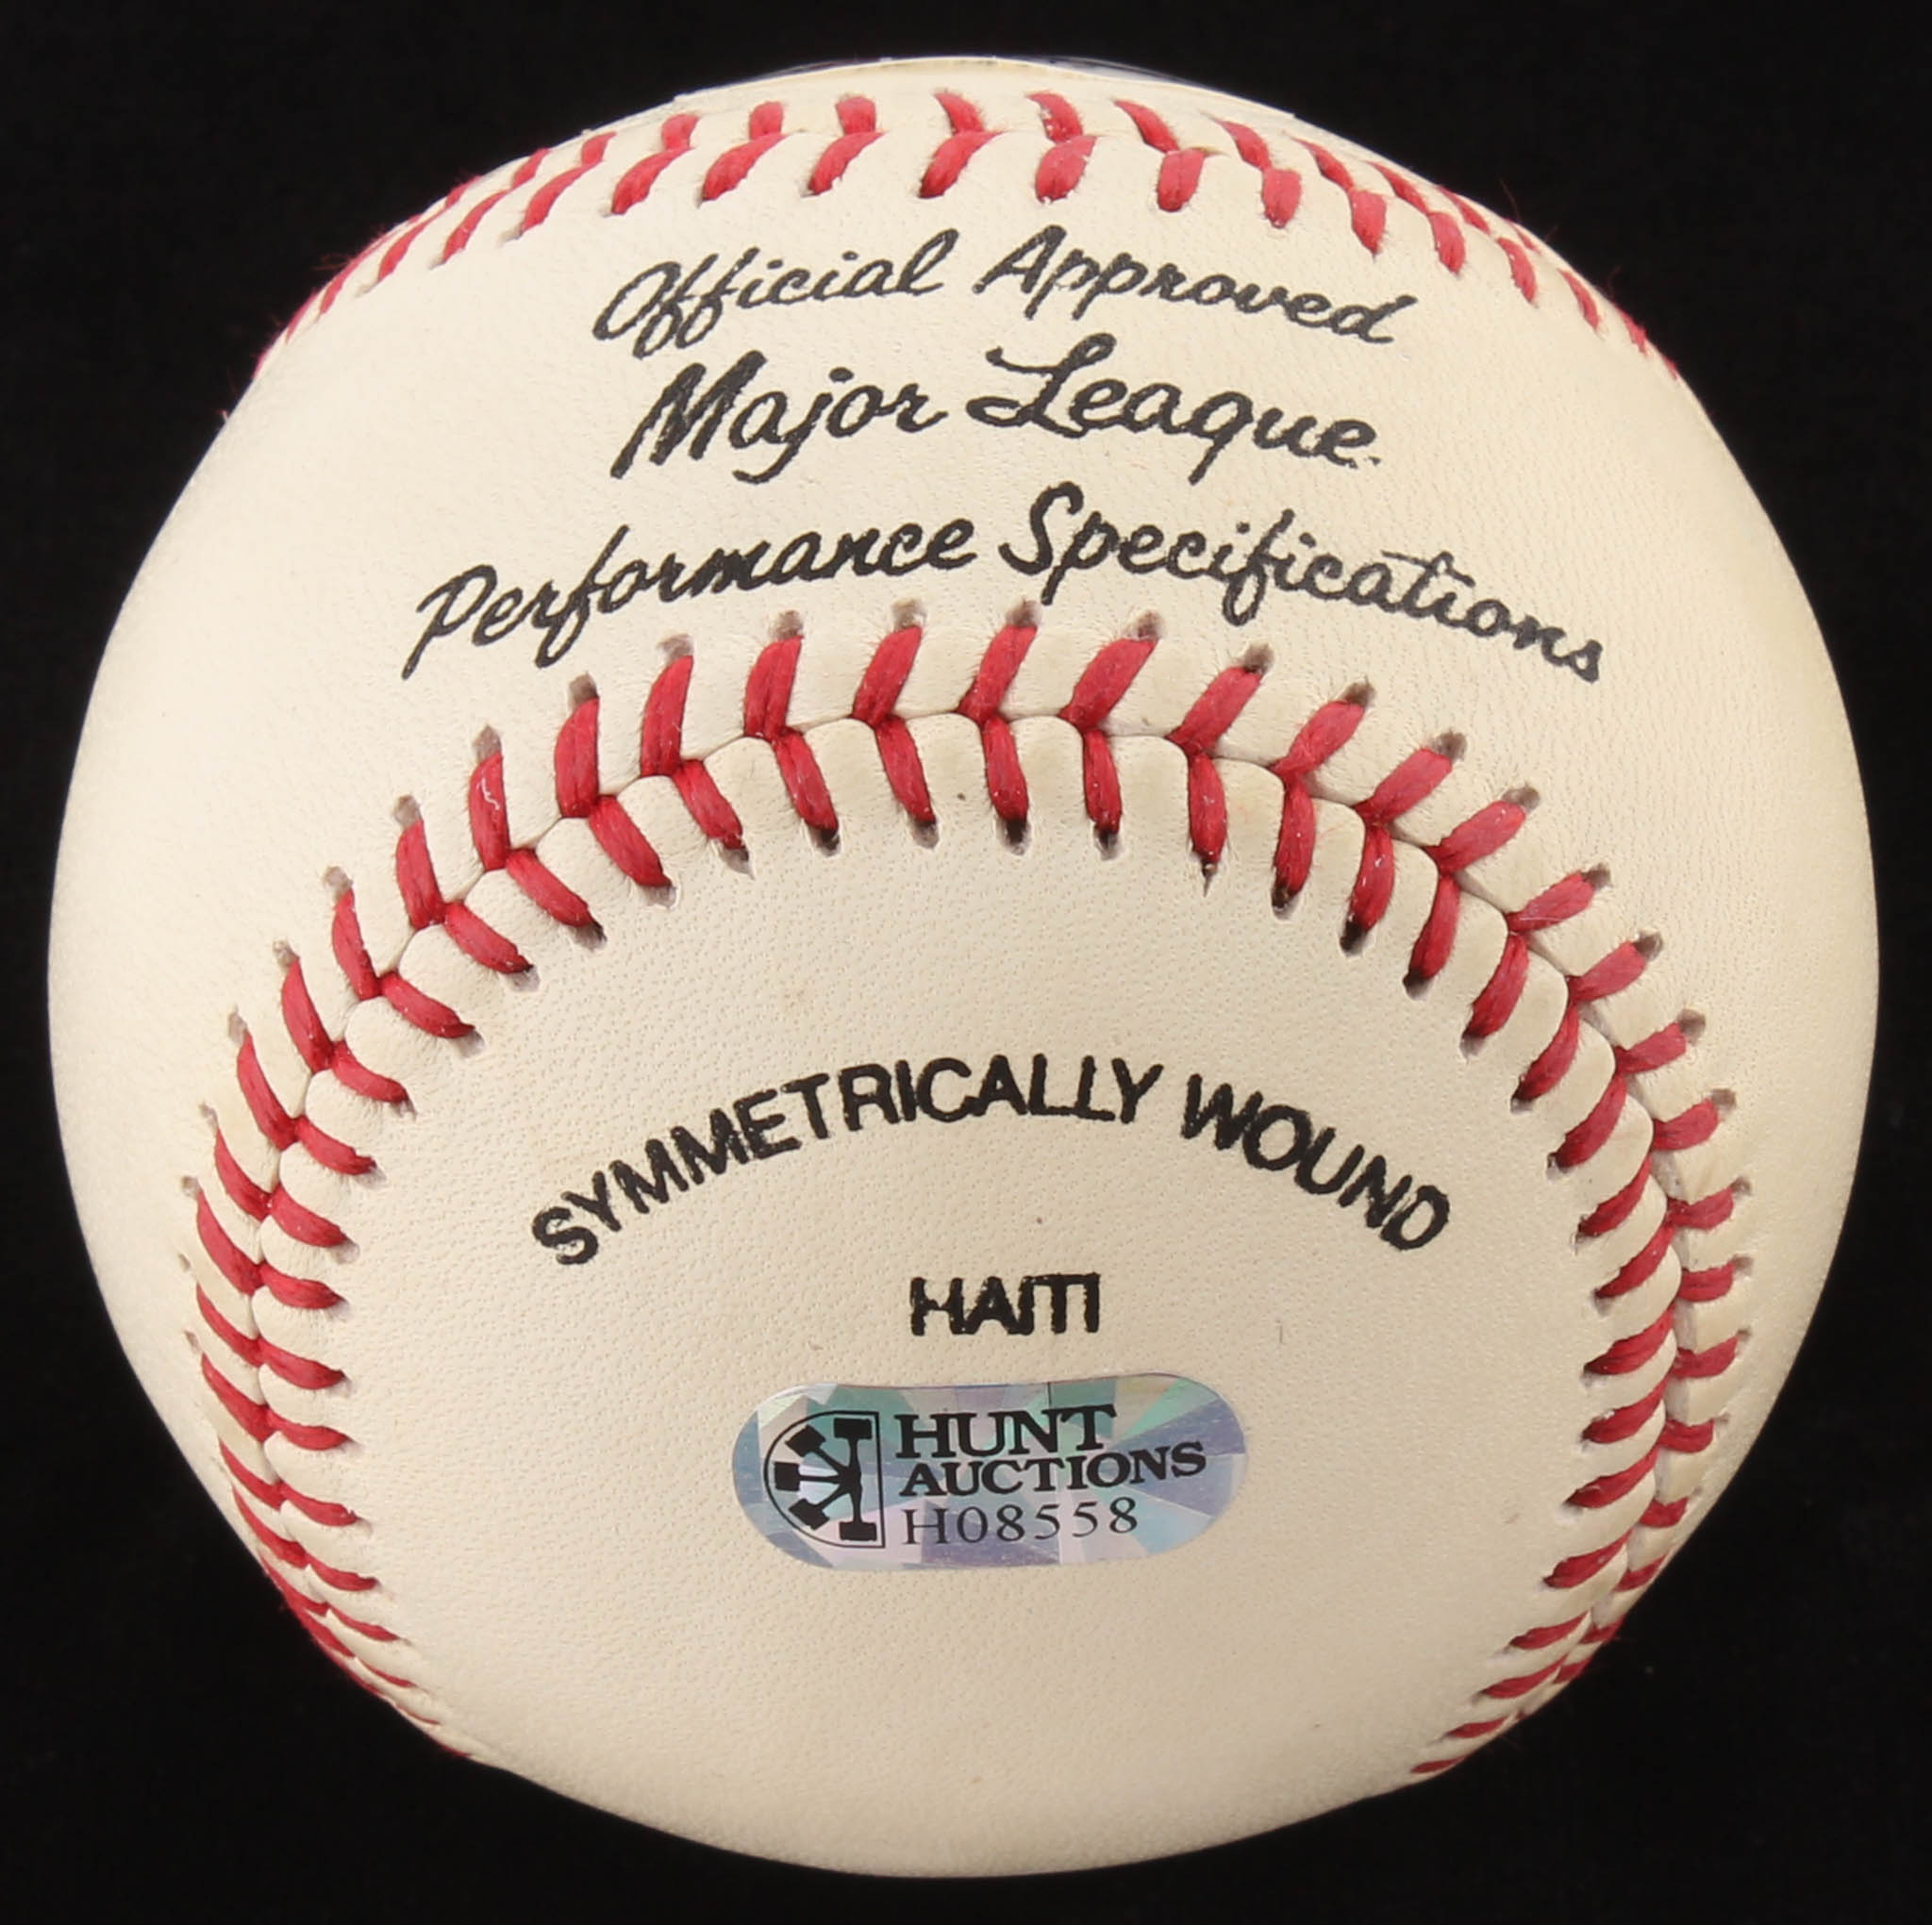 Official Approved
Major League
Performance Specifications
SYMMETRICALLY WOUND
HAITI
HUNT
AUCTIONS
H08558